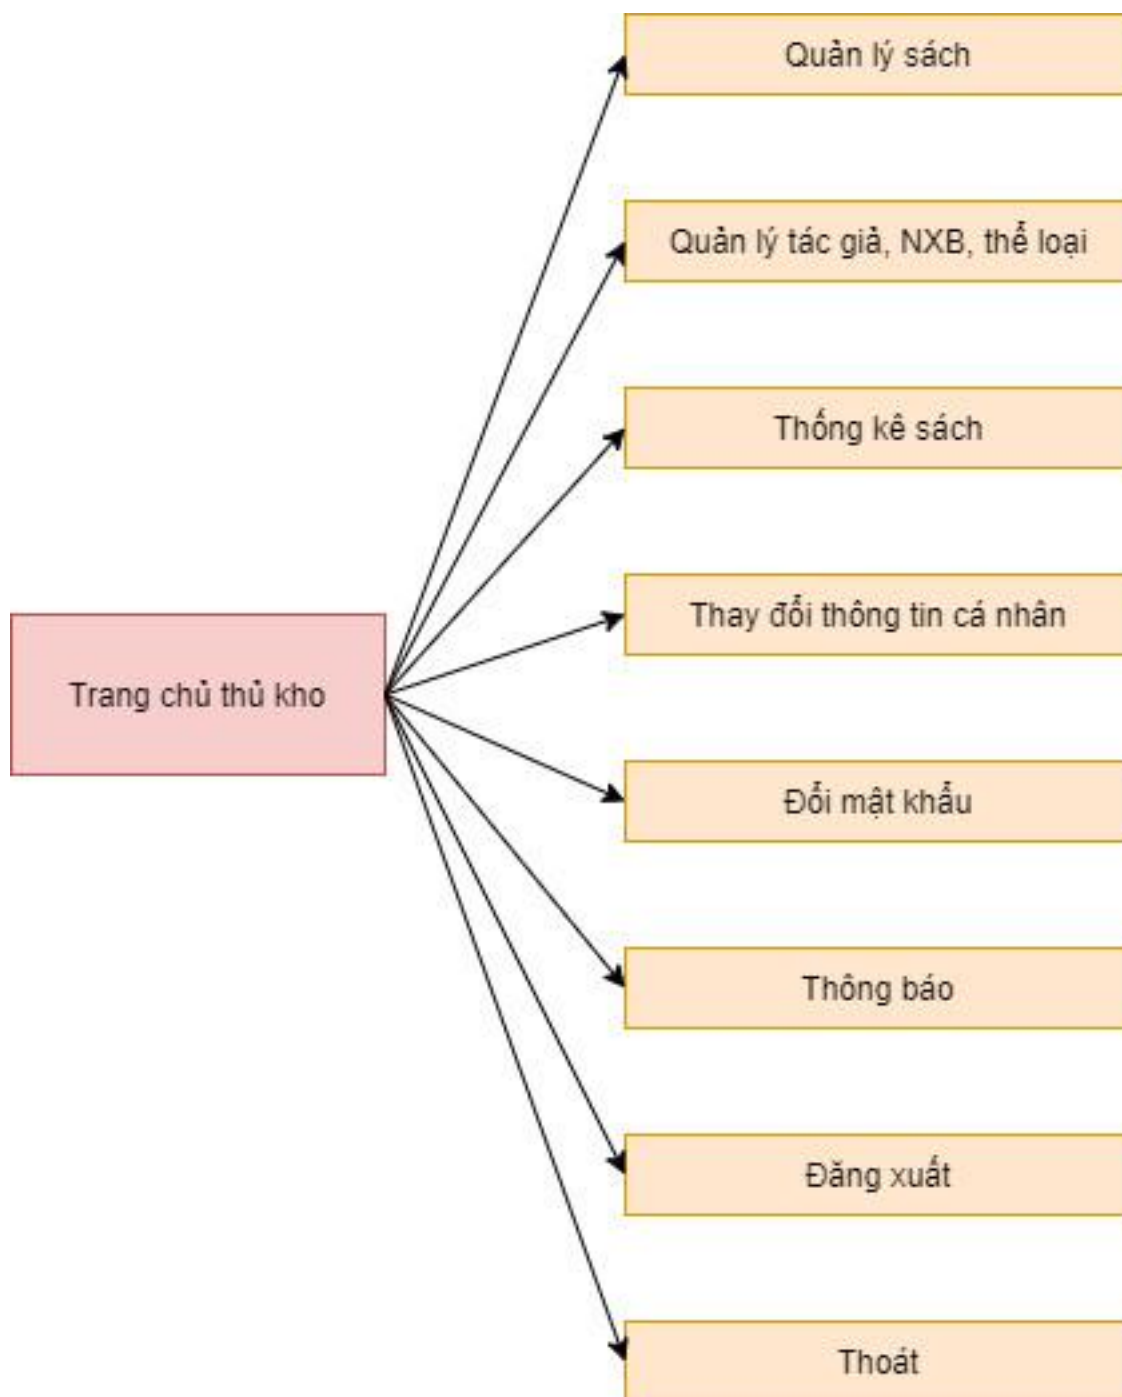 Quản lý sách
Quản lý tác giả, NXB, thể loại
Thống kê sách
Thay đổi thông tin cá nhân
Trang chủ thủ kho
Đổi mật khẩu
Thông báo
Đăng xuất
Thoát